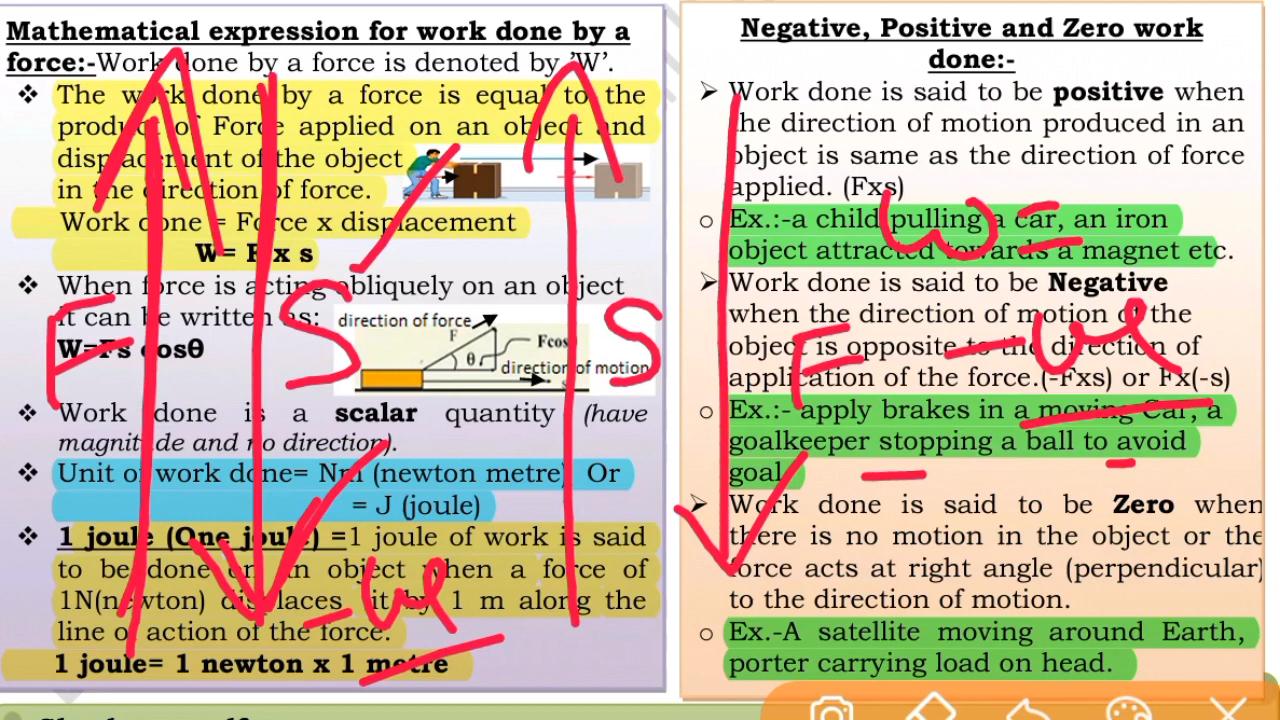 Mathematical expression for work done by a
force:-Work done by a force is denoted by 'W'.
❖ The work done by a force is equal to the
product of Force applied on an object and
displacement of the object
in the direction of force.
Work done = Force x displacement
W= F x s
❖ When force is acting obliquely on an object
it can be written as:
W=Fs cosθ
direction of force
F
Fcos
θ
direction of motion
❖ Work done is a scalar quantity (have
magnitude and no direction).
❖ Unit of work done= Nm (newton metre) Or
= J (joule)
❖ 1 joule (One joule) =1 joule of work is said
to be done on an object when a force of
1N(newton) displaces it by 1 m along the
line of action of the force.
1 joule= 1 newton x 1 metre
F
S
-ve
S
F
Negative, Positive and Zero work
done:-
➢ Work done is said to be positive when
the direction of motion produced in an
object is same as the direction of force
applied. (Fxs)
o Ex.:-a child pulling a car, an iron
object attracted towards a magnet etc.
➢ Work done is said to be Negative
when the direction of motion of the
object is opposite to the direction of
application of the force.(-Fxs) or Fx(-s)
o Ex.:- apply brakes in a moving Car, a
goalkeeper stopping a ball to avoid
goal.
➢ Work done is said to be Zero when
there is no motion in the object or the
force acts at right angle (perpendicular)
to the direction of motion.
o Ex.-A satellite moving around Earth,
porter carrying load on head.
W =
-ve